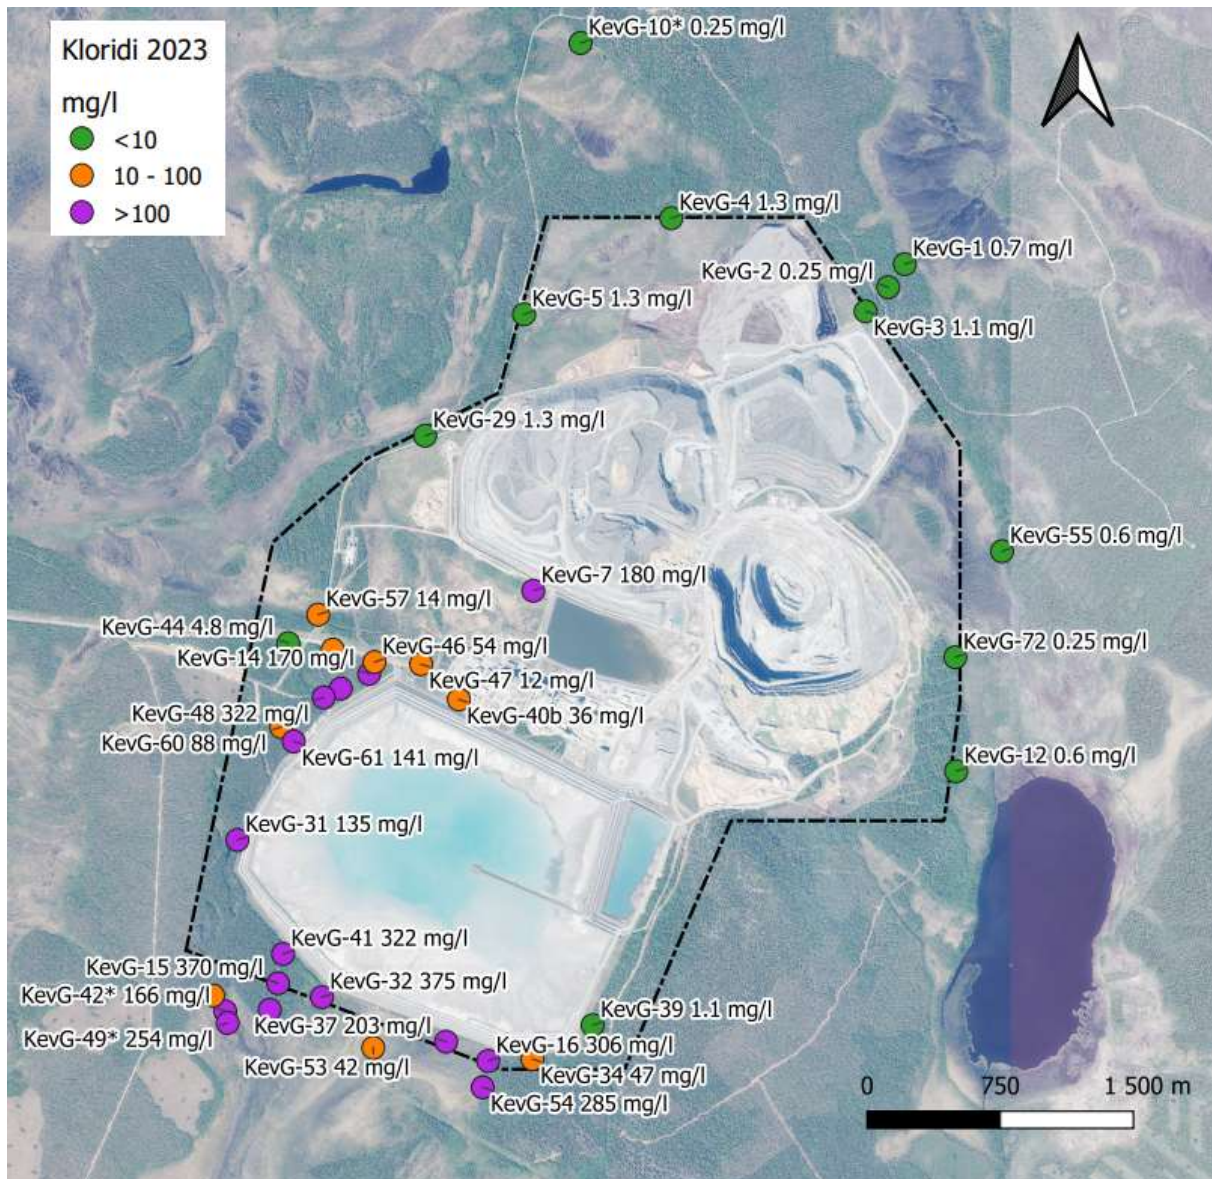 Kloridi 2023
mg/l
<10
10 - 100
>100
KevG-10* 0.25 mg/l
KevG-4 1.3 mg/l
KevG-1 0.7 mg/l
KevG-2 0.25 mg/l
KevG-5 1.3 mg/l
KevG-3 1.1 mg/l
KevG-29 1.3 mg/l
KevG-55 0.6 mg/l
KevG-7 180 mg/l
KevG-57 14 mg/l
KevG-44 4.8 mg/l
KevG-46 54 mg/l
KevG-72 0.25 mg/l
KevG-14 170 mg/l
KevG-47 12 mg/l
KevG-48 322 mg/l
KevG-40b 36 mg/l
KevG-60 88 mg/l
KevG-61 141 mg/l
KevG-12 0.6 mg/l
KevG-31 135 mg/l
KevG-41 322 mg/l
KevG-15 370 mg/l
KevG-32 375 mg/l
KevG-42* 166 mg/l
KevG-39 1.1 mg/l
KevG-49* 254 mg/l
KevG-37 203 mg/l
KevG-16 306 mg/l
KevG-53 42 mg/l
KevG-34 47 mg/l
KevG-54 285 mg/l
0 750 1 500 m